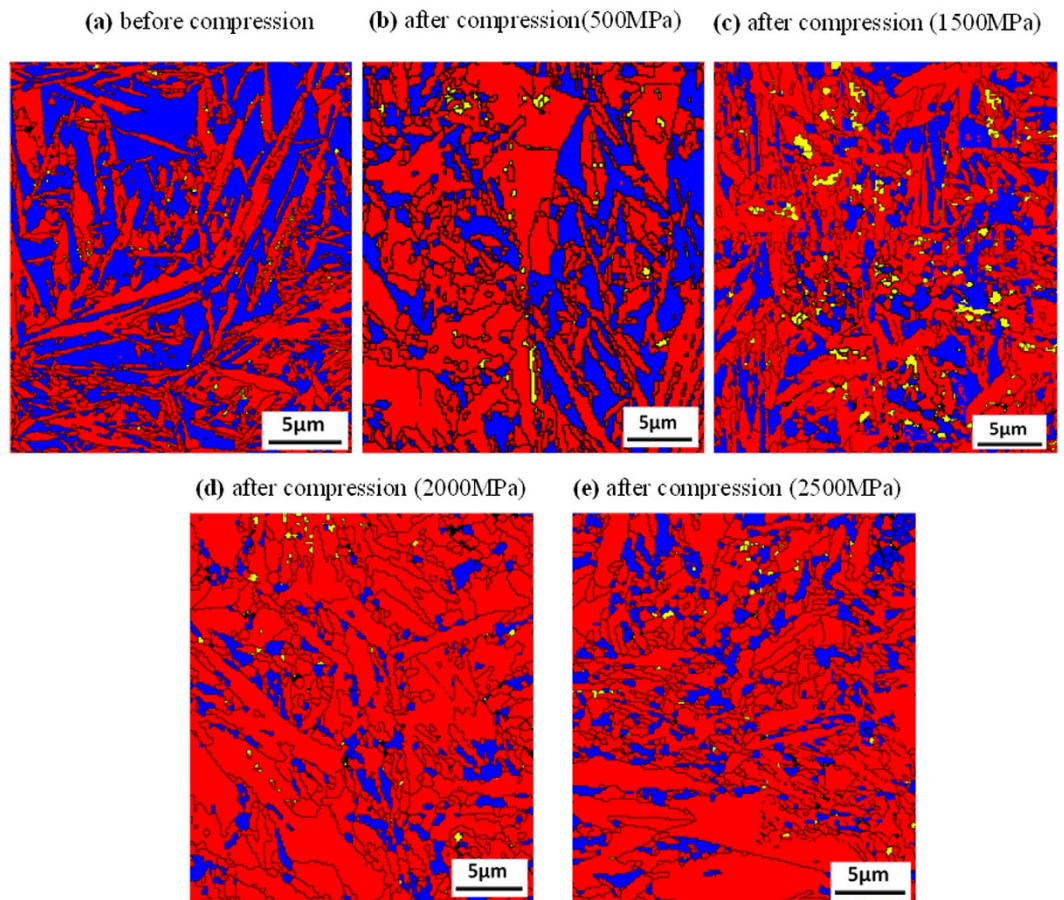 (a) before compression
(b) after compression(500MPa)
(c) after compression (1500MPa)
5μm
5μm
5μm
(d) after compression (2000MPa)
(e) after compression (2500MPa)
5μm
5μm